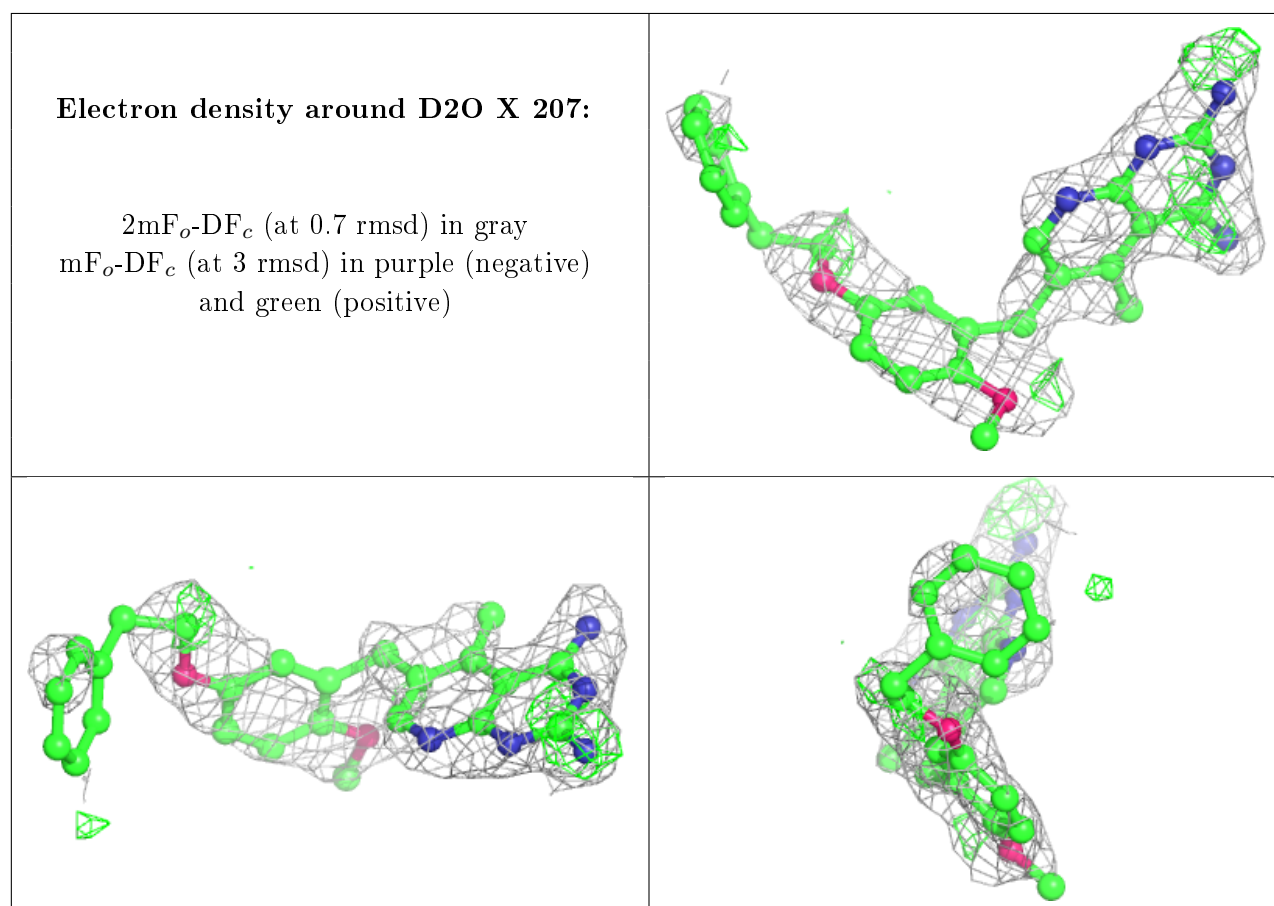 Electron density around D2O X 207:
2mFₒ-DF𝑐 (at 0.7 rmsd) in gray
mFₒ-DF𝑐 (at 3 rmsd) in purple (negative)
and green (positive)